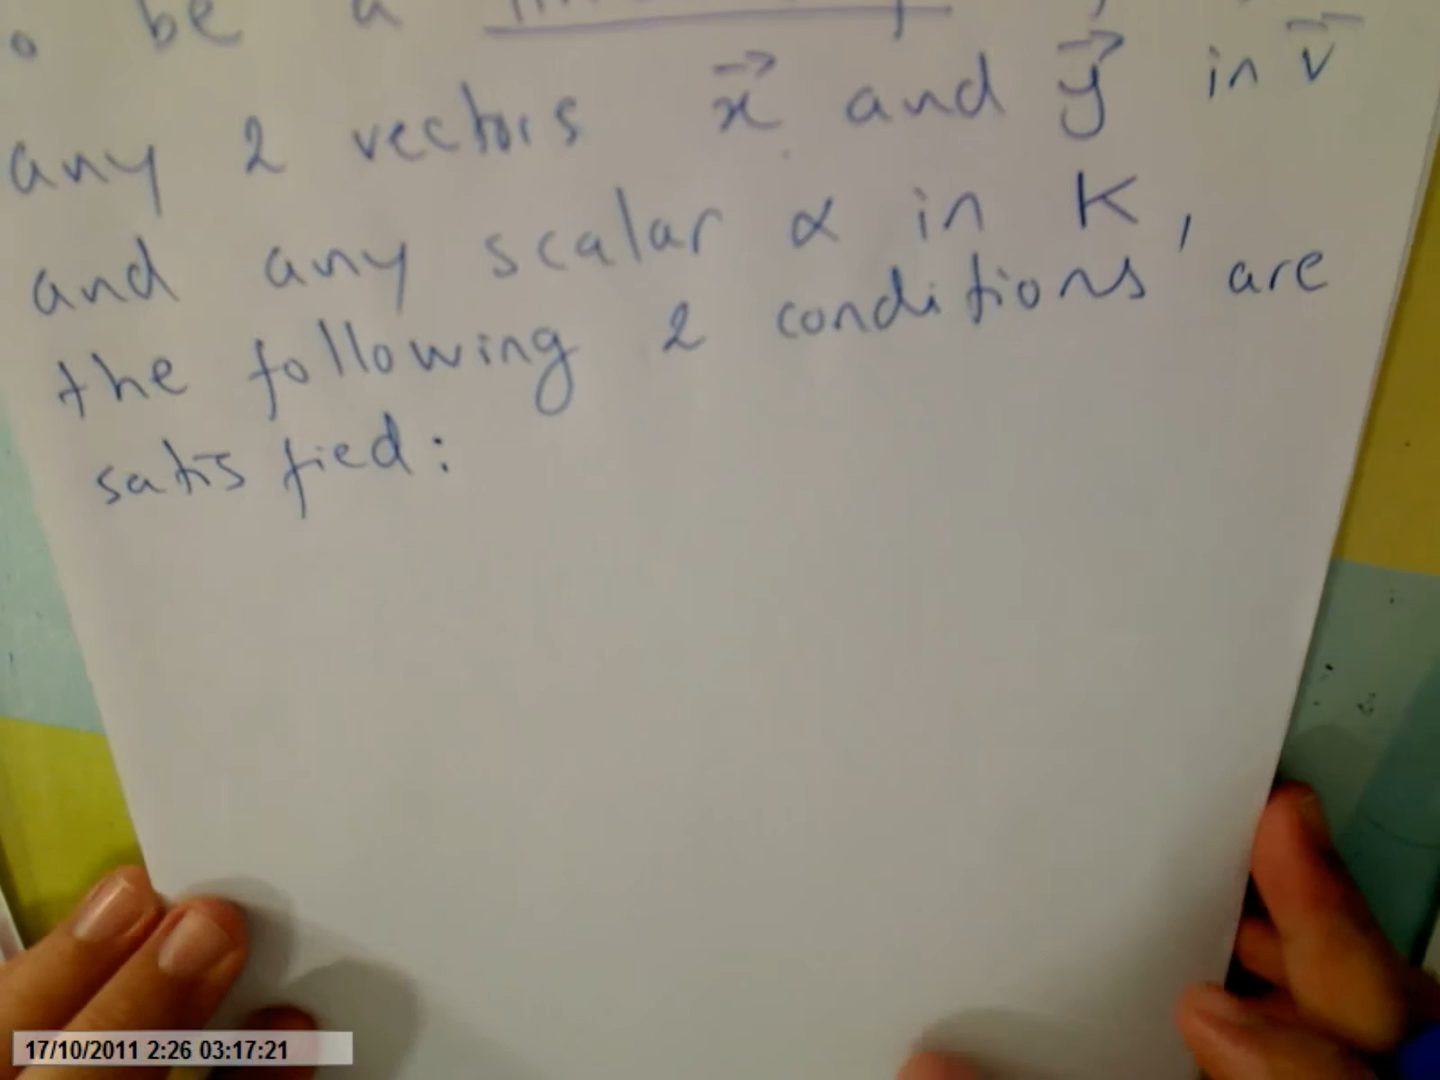 be a
any 2 vectors x⃗ and y⃗ in V⃗
and any scalar α in K,
the following 2 conditions are
satisfied:
17/10/2011 2:26 03:17:21